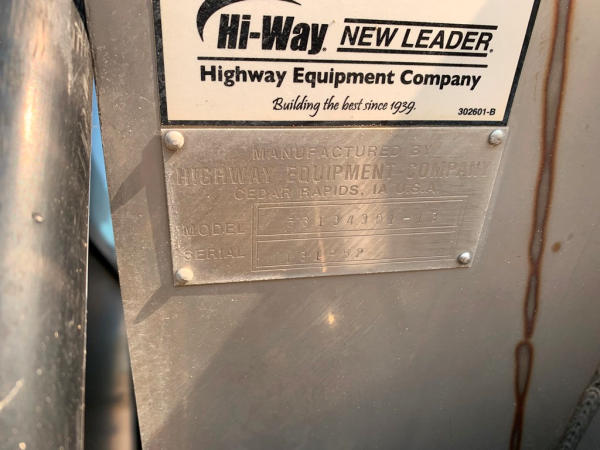 Hi-Way NEW LEADER
Highway Equipment Company
Building the best since 1939.
302601-B
MANUFACTURED BY
HIGHWAY EQUIPMENT COMPANY
CEDAR RAPIDS, IA U.S.A.
MODEL
SERIAL